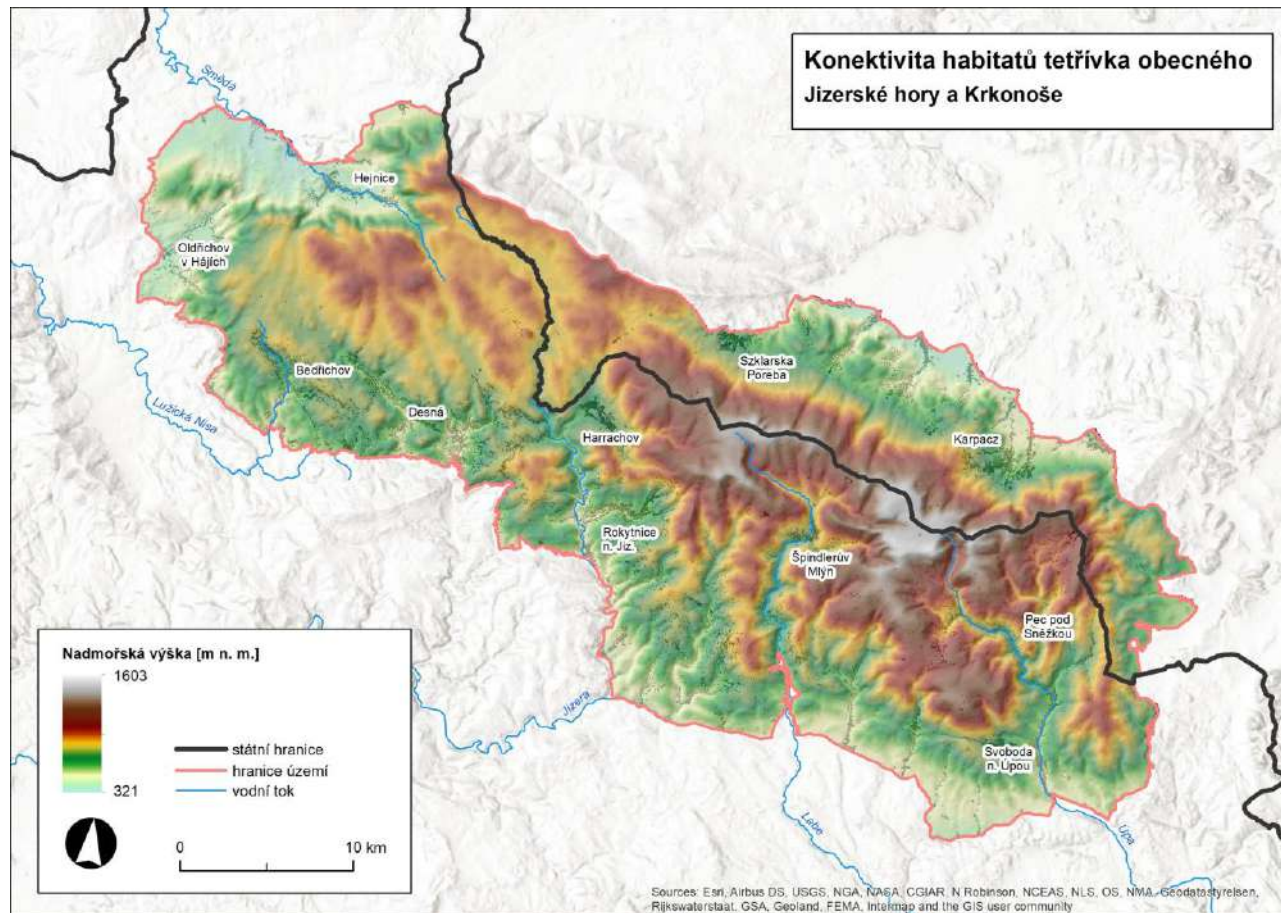 Konektivita habitatů tetřívka obecného
Jizerské hory a Krkonoše
Smědá
Hejnice
Oldřichov
v Hájích
Bedřichov
Lužická Nisa
Desná
Szklarska
Poreba
Harrachov
Karpacz
Rokytnice
n. Jiz.
Špindlerův
Mlýn
Pec pod
Sněžkou
Jizera
Svoboda
n. Úpou
Labe
Úpa
Nadmořská výška [m n. m.]
1603
321
státní hranice
hranice území
vodní tok
0 10 km
Sources: Esri, Airbus DS, USGS, NGA, NASA, CGIAR, N Robinson, NCEAS, NLS, OS, NMA, Geodatastyrelsen,
Rijkswaterstaat, GSA, Geoland, FEMA, Intermap and the GIS user community